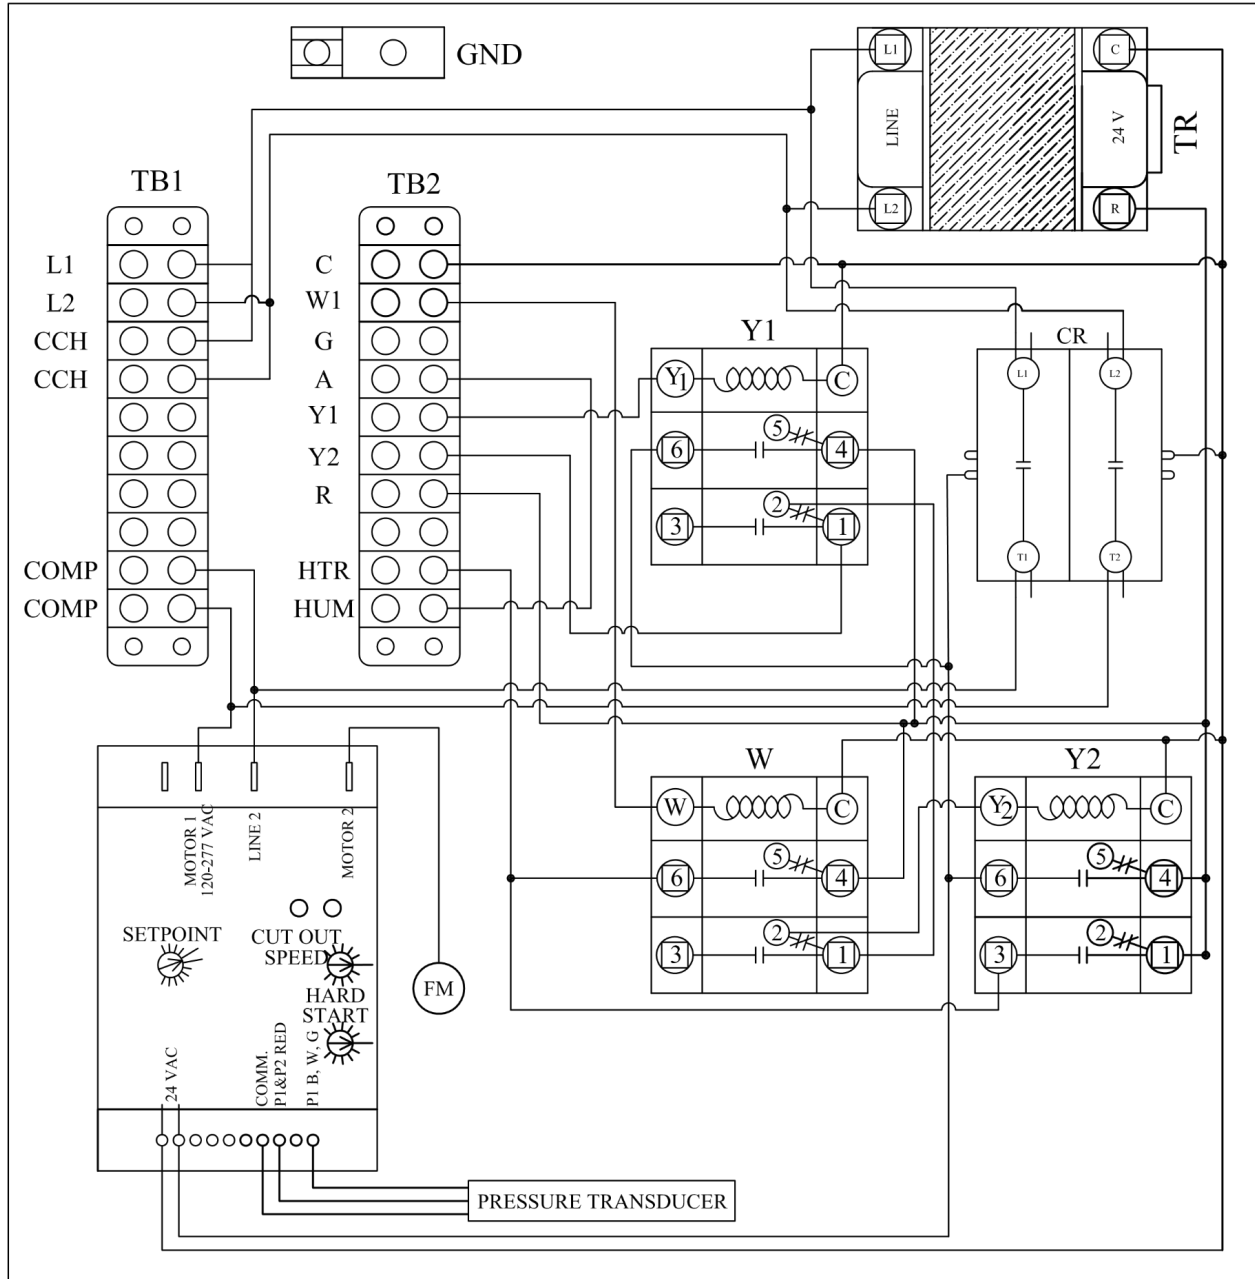 GND
L1
C
LINE
24 V
TR
L2
R
TB1
TB2
L1
L2
CCH
CCH
COMP
COMP
C
W1
G
A
Y1
Y2
R
HTR
HUM
Y1
Y1
C
6
5
4
3
2
1
CR
L1
L2
T1
T2
W
W
C
6
5
4
3
2
1
Y2
Y2
C
6
5
4
3
2
1
MOTOR 1
120-277 VAC
LINE 2
MOTOR 2
SETPOINT
CUT OUT
SPEED
HARD
START
FM
24 VAC
COMM.
P1&P2 RED
P1 B, W, G
PRESSURE TRANSDUCER